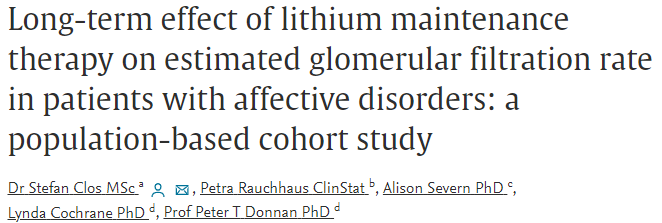 Long-term effect of lithium maintenance
therapy on estimated glomerular filtration rate
in patients with affective disorders: a
population-based cohort study
Dr Stefan Clos MSc a, Petra Rauchhaus ClinStat b, Alison Severn PhD c,
Lynda Cochrane PhD d, Prof Peter T Donnan PhD d